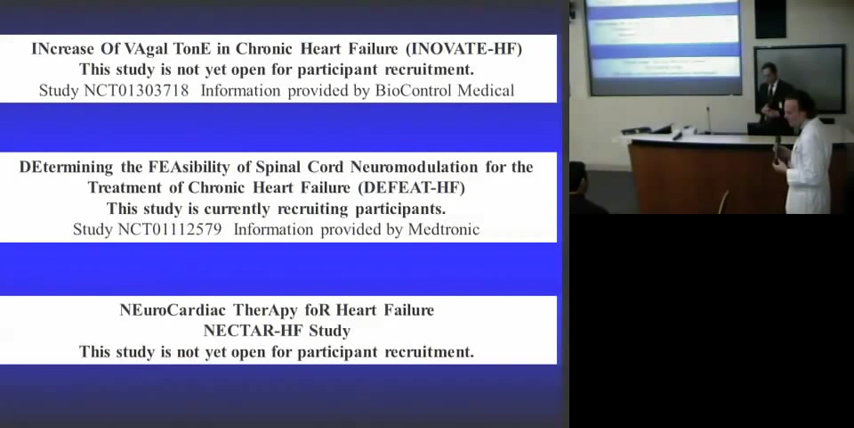 INcrease Of VAgal TonE in Chronic Heart Failure (INOVATE-HF)
This study is not yet open for participant recruitment.
Study NCT01303718 Information provided by BioControl Medical
DEtermining the FEAsibility of Spinal Cord Neuromodulation for the
Treatment of Chronic Heart Failure (DEFEAT-HF)
This study is currently recruiting participants.
Study NCT01112579 Information provided by Medtronic
NEuroCardiac TherApy foR Heart Failure
NECTAR-HF Study
This study is not yet open for participant recruitment.